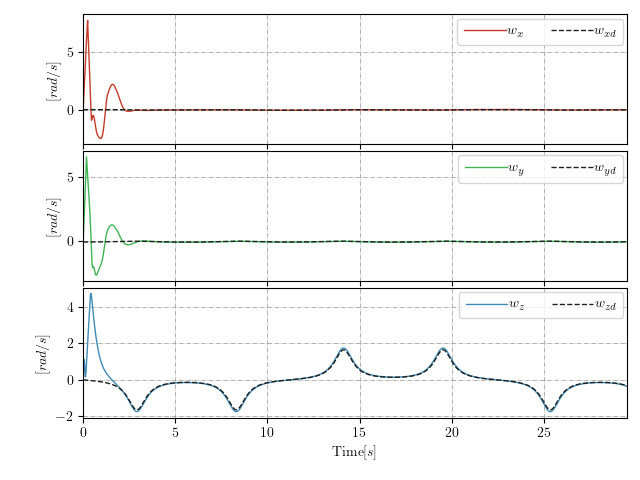 5
0
[rad/s]
w_x
w_xd
5
0
[rad/s]
w_y
w_yd
4
2
0
−2
[rad/s]
w_z
w_zd
0 5 10 15 20 25
Time[s]